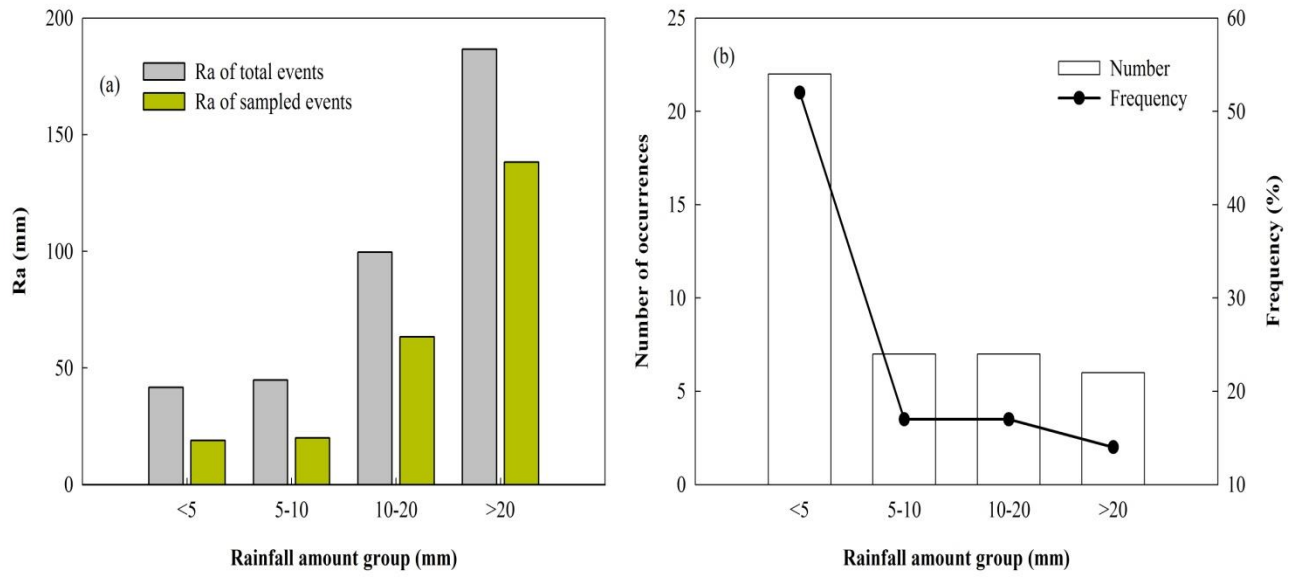 (a)
Ra of total events
Ra of sampled events
Ra (mm)
200
150
100
50
0
<5
5-10
10-20
>20
Rainfall amount group (mm)
(b)
Number
Frequency
Number of occurrences
25
20
15
10
5
0
Frequency (%)
60
50
40
30
20
10
<5
5-10
10-20
>20
Rainfall amount group (mm)